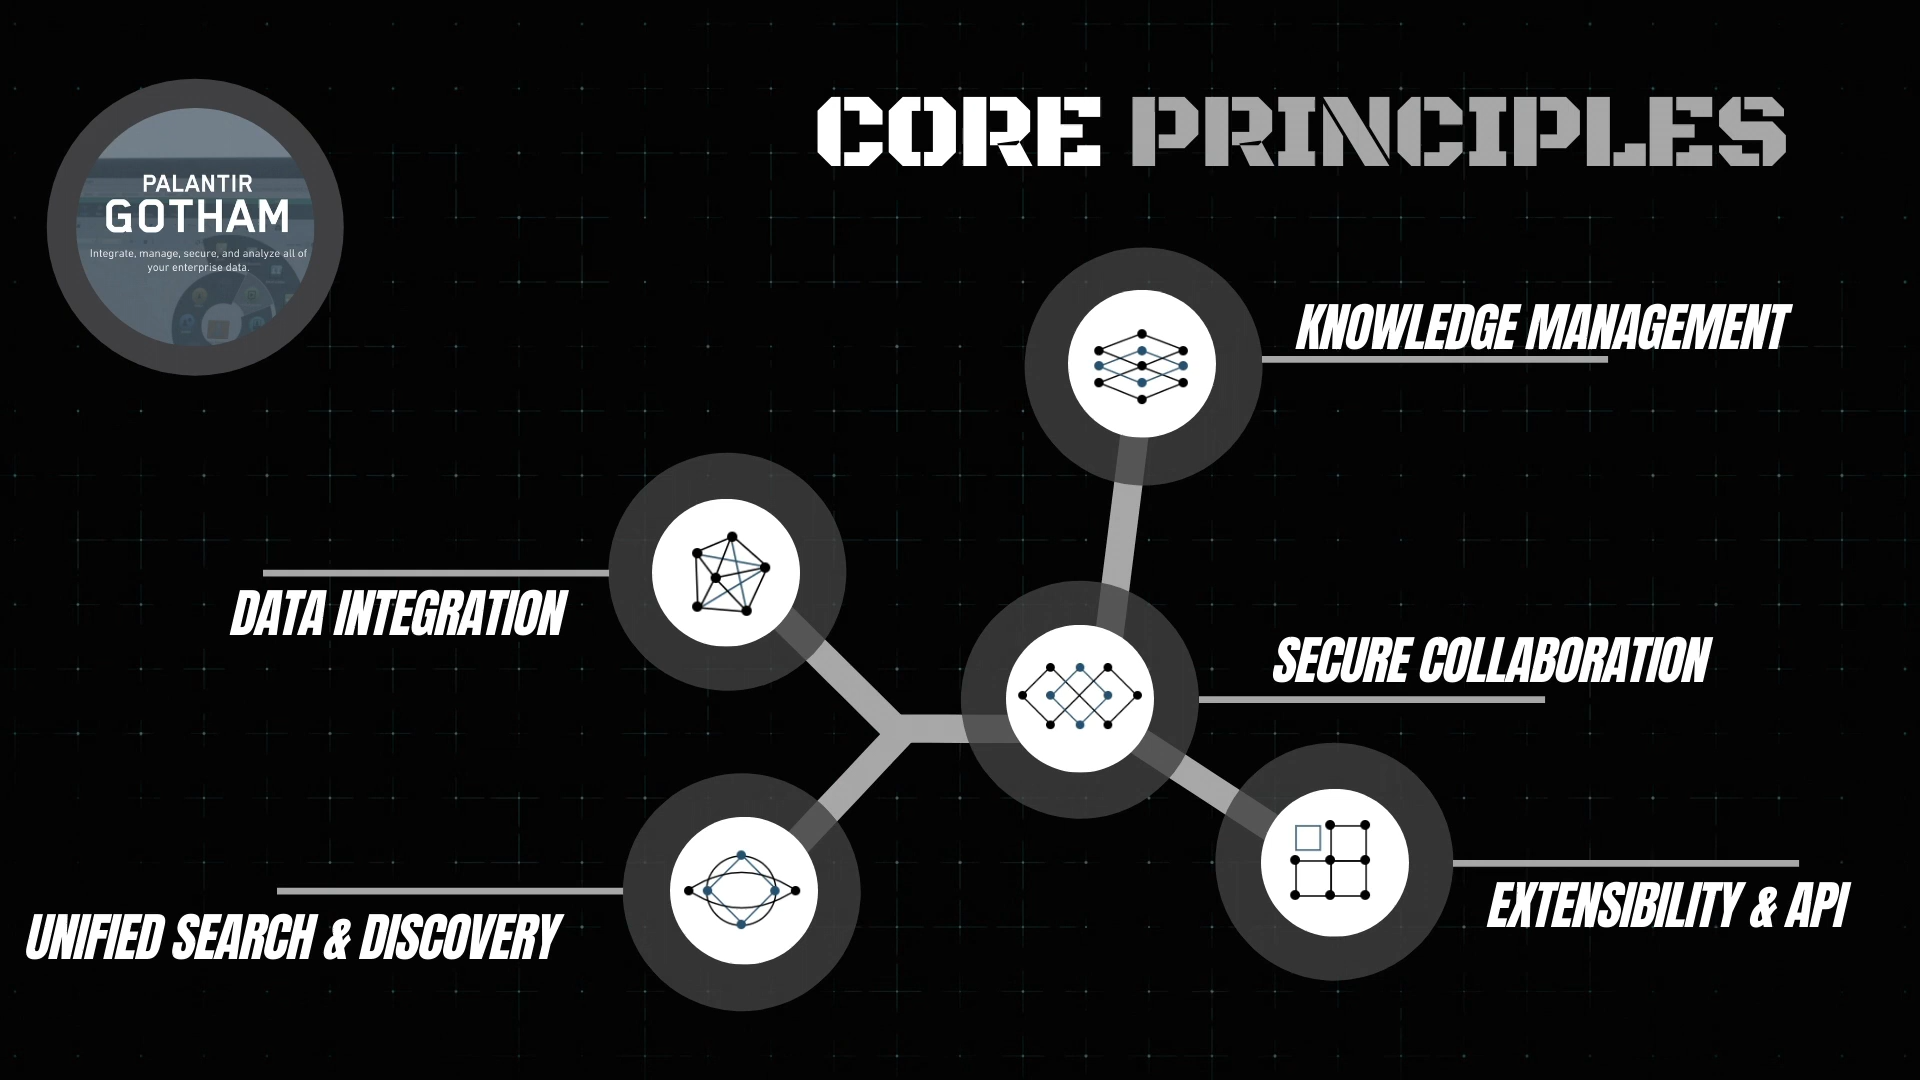 CORE PRINCIPLES
PALANTIR
GOTHAM
Integrate, manage, secure, and analyze all of
your enterprise data.
KNOWLEDGE MANAGEMENT
DATA INTEGRATION
SECURE COLLABORATION
UNIFIED SEARCH & DISCOVERY
EXTENSIBILITY & API